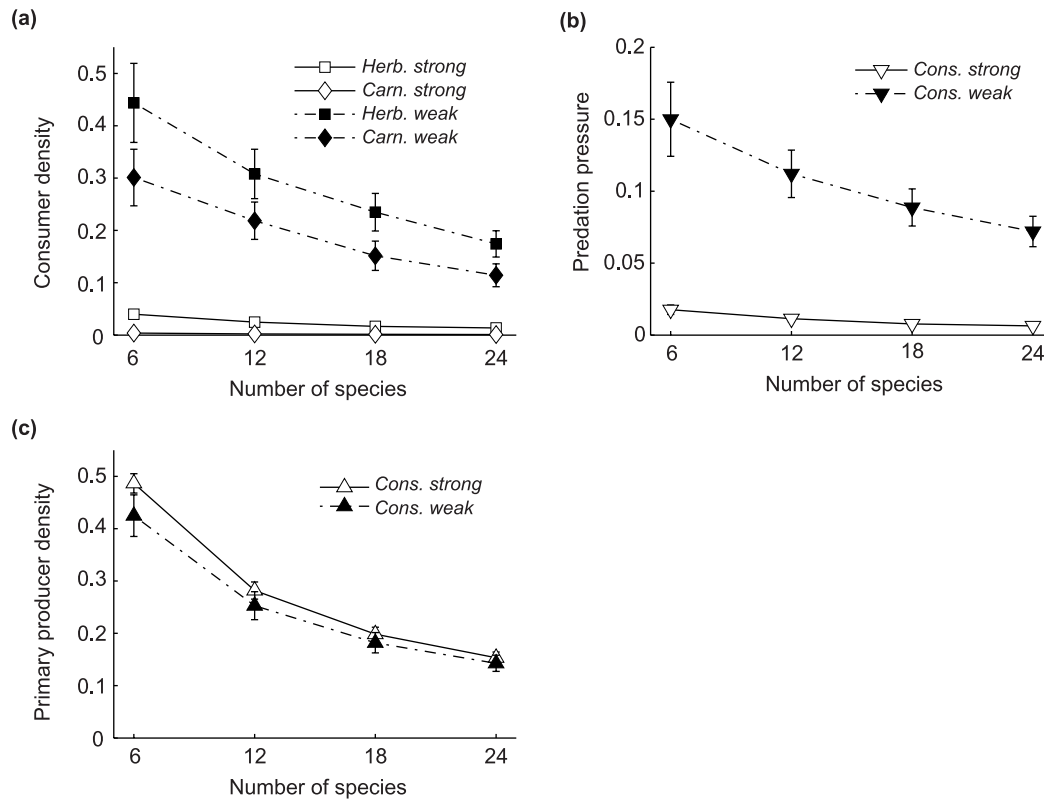 (a)
Consumer density
0.5
0.4
0.3
0.2
0.1
0
Herb. strong
Carn. strong
Herb. weak
Carn. weak
6 12 18 24
Number of species
(b)
Predation pressure
0.2
0.15
0.1
0.05
0
Cons. strong
Cons. weak
6 12 18 24
Number of species
(c)
Primary producer density
0.5
0.4
0.3
0.2
0.1
0
Cons. strong
Cons. weak
6 12 18 24
Number of species